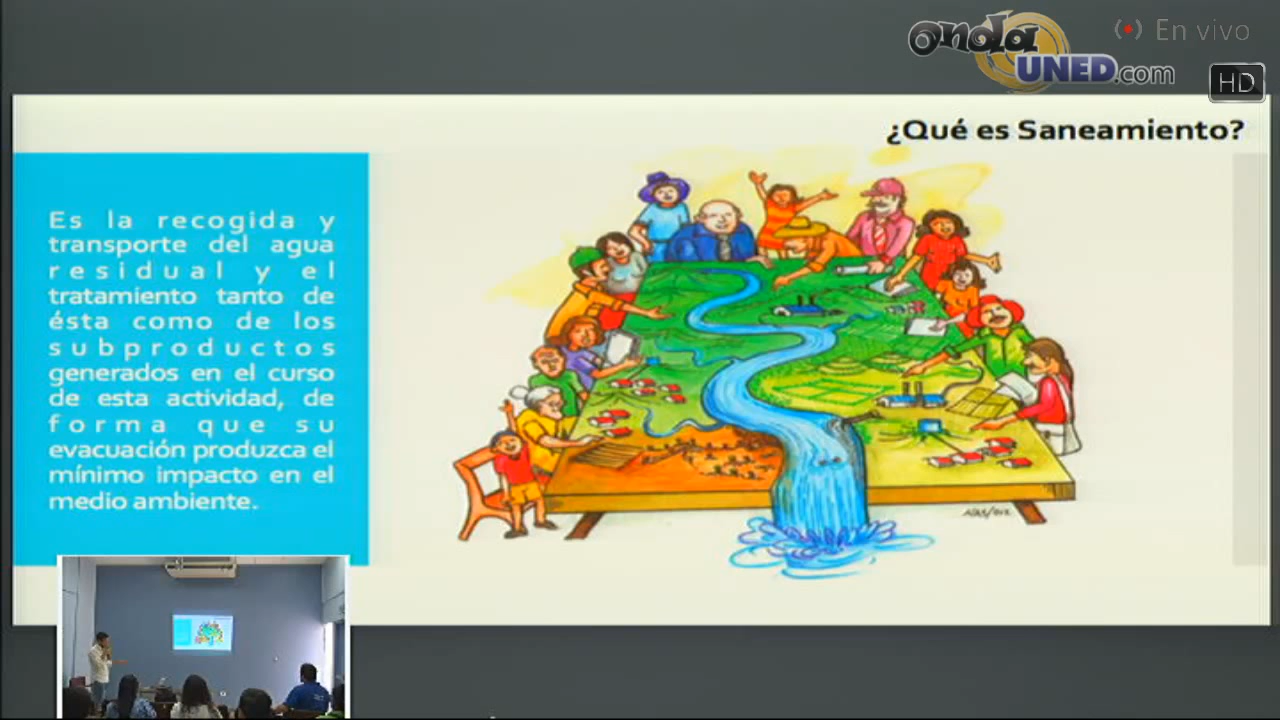 onda
UNED.com
En vivo
HD
¿Qué es Saneamiento?
Es la recogida y
transporte del agua
residual y el
tratamiento tanto de
ésta como de los
subproductos
generados en el curso
de esta actividad, de
forma que su
evacuación produzca el
mínimo impacto en el
medio ambiente.